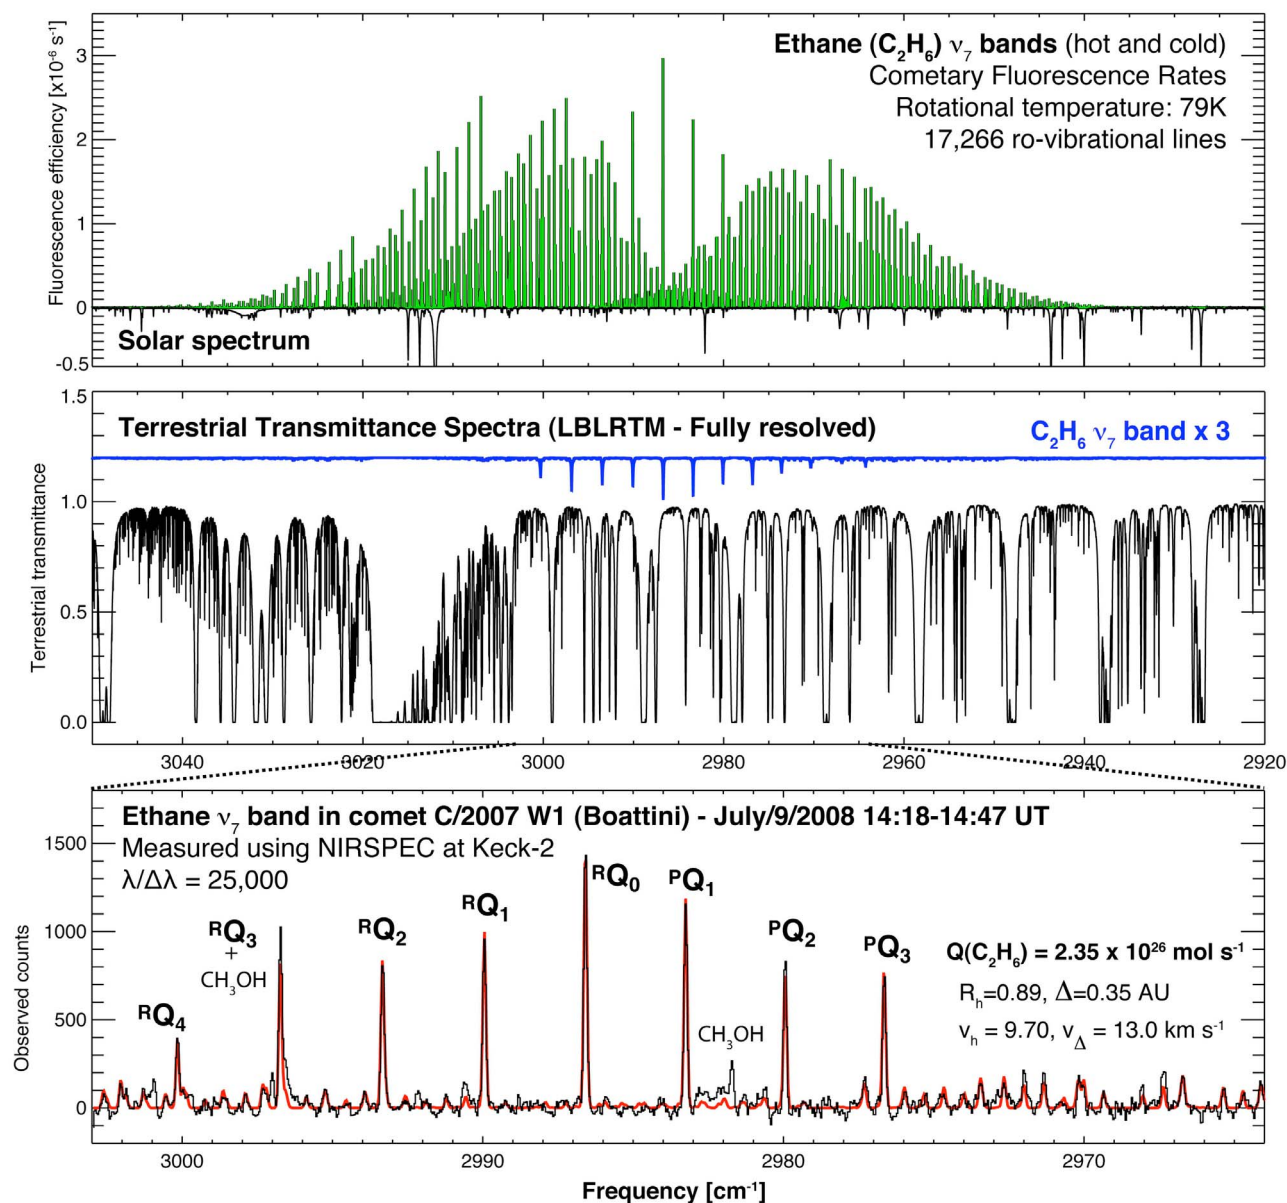 Ethane (C₂H₆) ν₇ bands (hot and cold)
Cometary Fluorescence Rates
Rotational temperature: 79K
17,266 ro-vibrational lines
Fluorescence efficiency [x10⁻⁶ s⁻¹]
3
2
1
0
-0.5
Solar spectrum
Terrestrial Transmittance Spectra (LBLRTM - Fully resolved)
C₂H₆ ν₇ band x 3
Terrestrial transmittance
1.5
1.0
0.5
0.0
3040 3020 3000 2980 2960 2940 2920
Ethane ν₇ band in comet C/2007 W1 (Boattini) - July/9/2008 14:18-14:47 UT
Measured using NIRSPEC at Keck-2
λ/Δλ = 25,000
Observed counts
1500
1000
500
0
ᴿQ₄
ᴿQ₃
+
CH₃OH
ᴿQ₂
ᴿQ₁
ᴿQ₀
ᴾQ₁
CH₃OH
ᴾQ₂
ᴾQ₃
Q(C₂H₆) = 2.35 x 10²⁶ mol s⁻¹
Rₕ=0.89, Δ=0.35 AU
vₕ = 9.70, v_Δ = 13.0 km s⁻¹
3000 2990 2980 2970
Frequency [cm⁻¹]